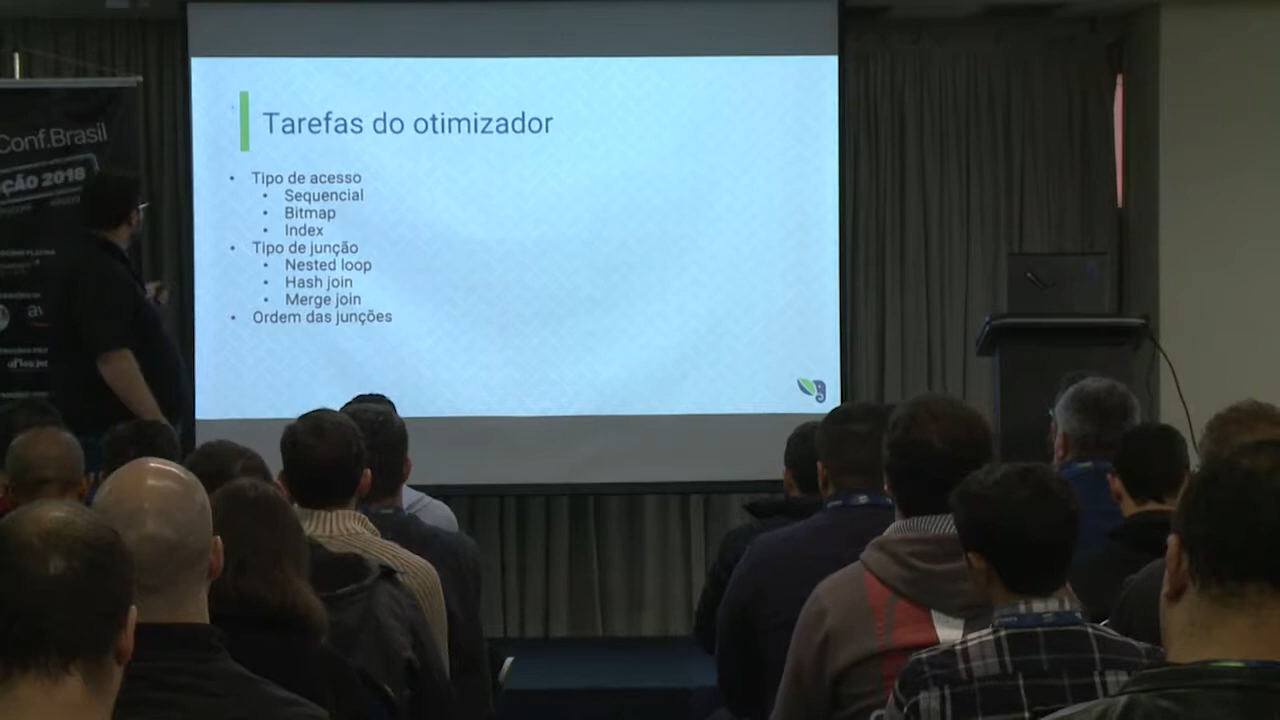 Conf.Brasil
ÇÃO 2018
Tarefas do otimizador
• Tipo de acesso
• Sequencial
• Bitmap
• Index
• Tipo de junção
• Nested loop
• Hash join
• Merge join
• Ordem das junções